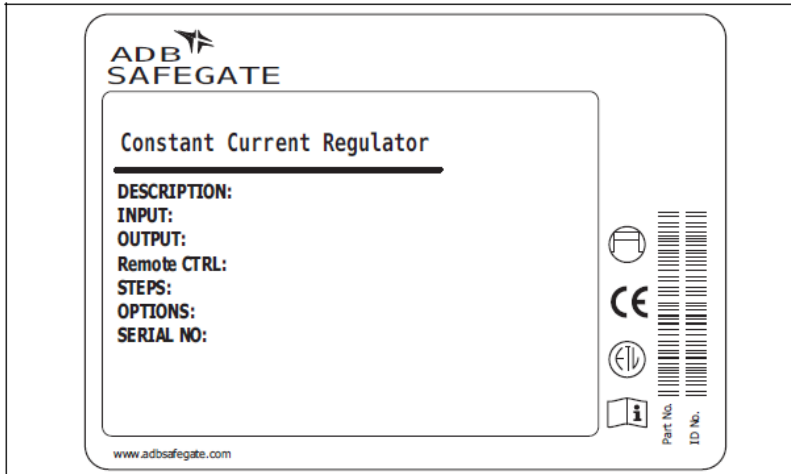 ADB
SAFEGATE
Constant Current Regulator
DESCRIPTION:
INPUT:
OUTPUT:
Remote CTRL:
STEPS:
OPTIONS:
SERIAL NO:
CE
ETL
i
Part No.
ID No.
www.adbsafegate.com